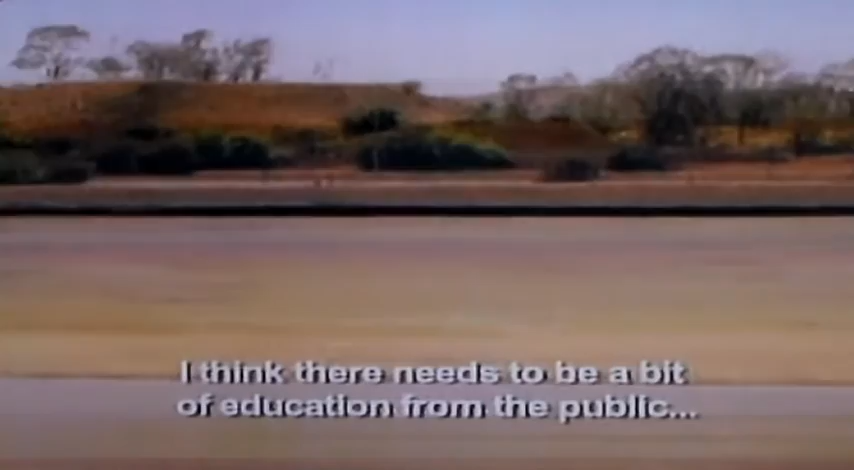 I think there needs to be a bit
of education from the public...